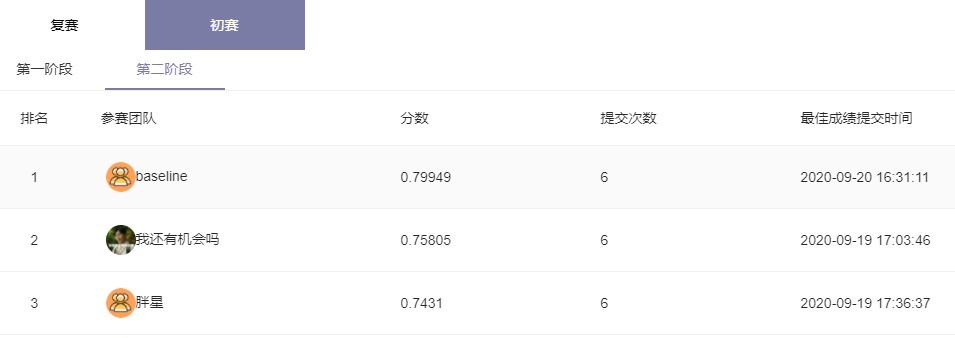 复赛 初赛
第一阶段 第二阶段
排名 参赛团队 分数 提交次数 最佳成绩提交时间
1 baseline 0.79949 6 2020-09-20 16:31:11
2 我还有机会吗 0.75805 6 2020-09-19 17:03:46
3 胖星 0.7431 6 2020-09-19 17:36:37